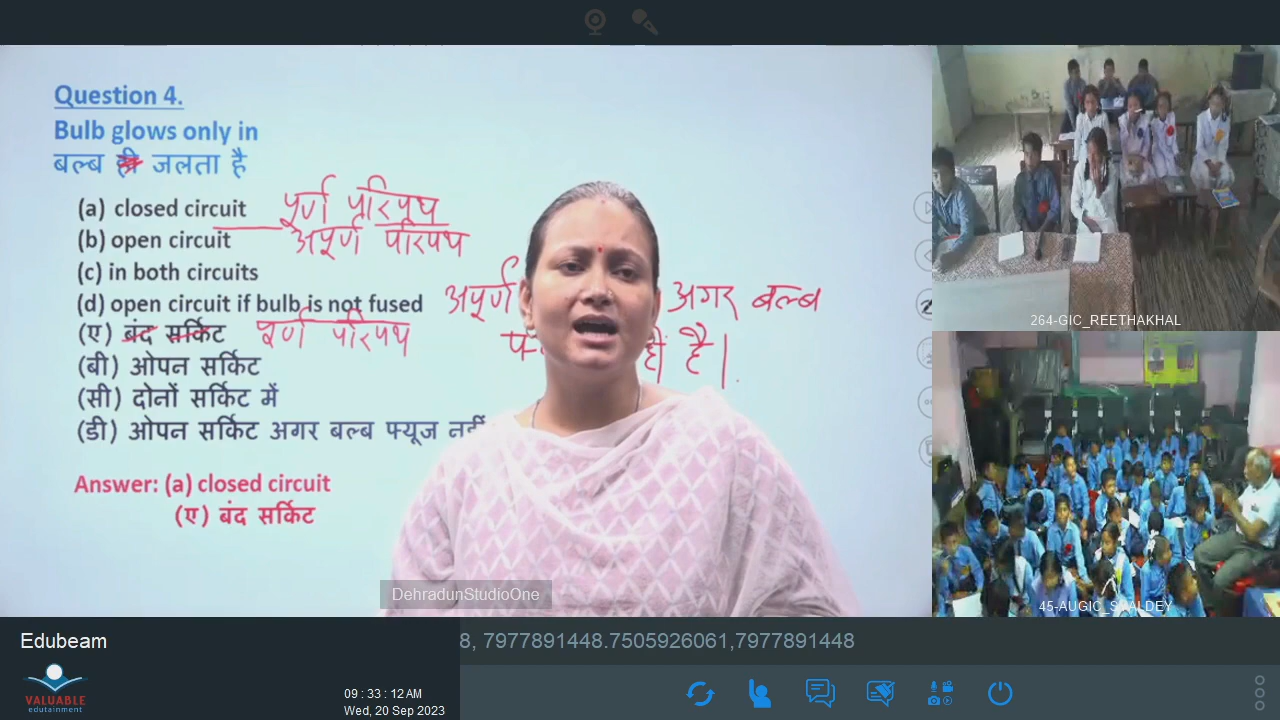 Question 4.
Bulb glows only in
बल्ब ही जलता है
(a) closed circuit पूर्ण परिपथ
(b) open circuit अपूर्ण परिपथ
(c) in both circuits
(d) open circuit if bulb is not fused अपूर्ण अगर बल्ब
है।
(ए) बंद सर्किट पूर्ण परिपथ
(बी) ओपन सर्किट
(सी) दोनों सर्किट में
(डी) ओपन सर्किट अगर बल्ब फ्यूज नहीं
Answer: (a) closed circuit
(ए) बंद सर्किट
DehradunStudioOne
264-GIC_REETHAKHAL
45-AUGIC_SYALDEY
Edubeam
8, 7977891448.7505926061,7977891448
VALUABLE
edutainment
09 : 33 : 12 AM
Wed, 20 Sep 2023